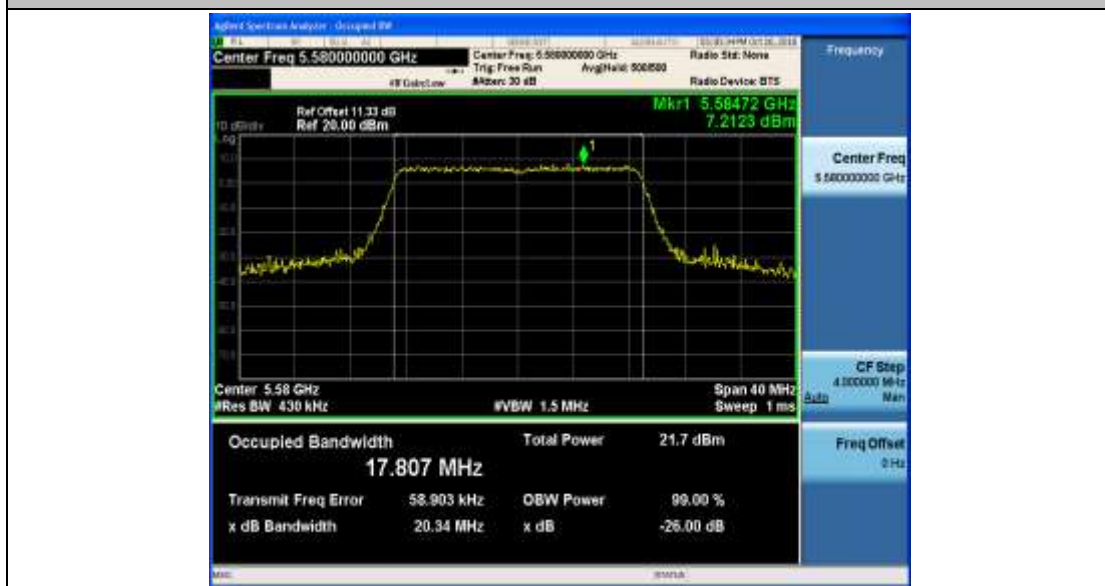 Agilent Spectrum Analyzer - Occupied BW
Center Freq 5.580000000 GHz
Center Freq: 5.580000000 GHz
Radio Std: None
Trig: Free Run
Avg|Hold: 500/500
#IFGain:Low
#Atten: 30 dB
Radio Device: BTS
Frequency
Ref Offset 11.33 dB
Mkr1 5.58472 GHz
10 dB/div
Ref 20.00 dBm
7.2123 dBm
Log
1
Center Freq
5.580000000 GHz
Center 5.58 GHz
Span 40 MHz
#Res BW 430 kHz
#VBW 1.5 MHz
Sweep 1 ms
CF Step
4.000000 MHz
Auto
Man
Occupied Bandwidth
Total Power
21.7 dBm
17.807 MHz
Freq Offset
0 Hz
Transmit Freq Error
58.903 kHz
OBW Power
99.00 %
x dB Bandwidth
20.34 MHz
x dB
-26.00 dB
MSG
STATUS